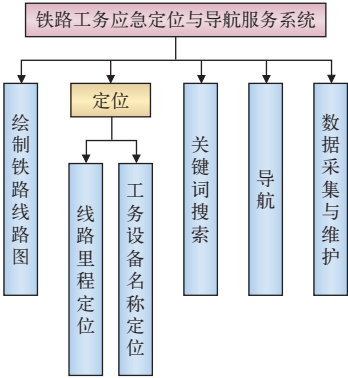 铁路工务应急定位与导航服务系统
绘制铁路线路图
定位
线路里程定位
工务设备名称定位
关键词搜索
导航
数据采集与维护